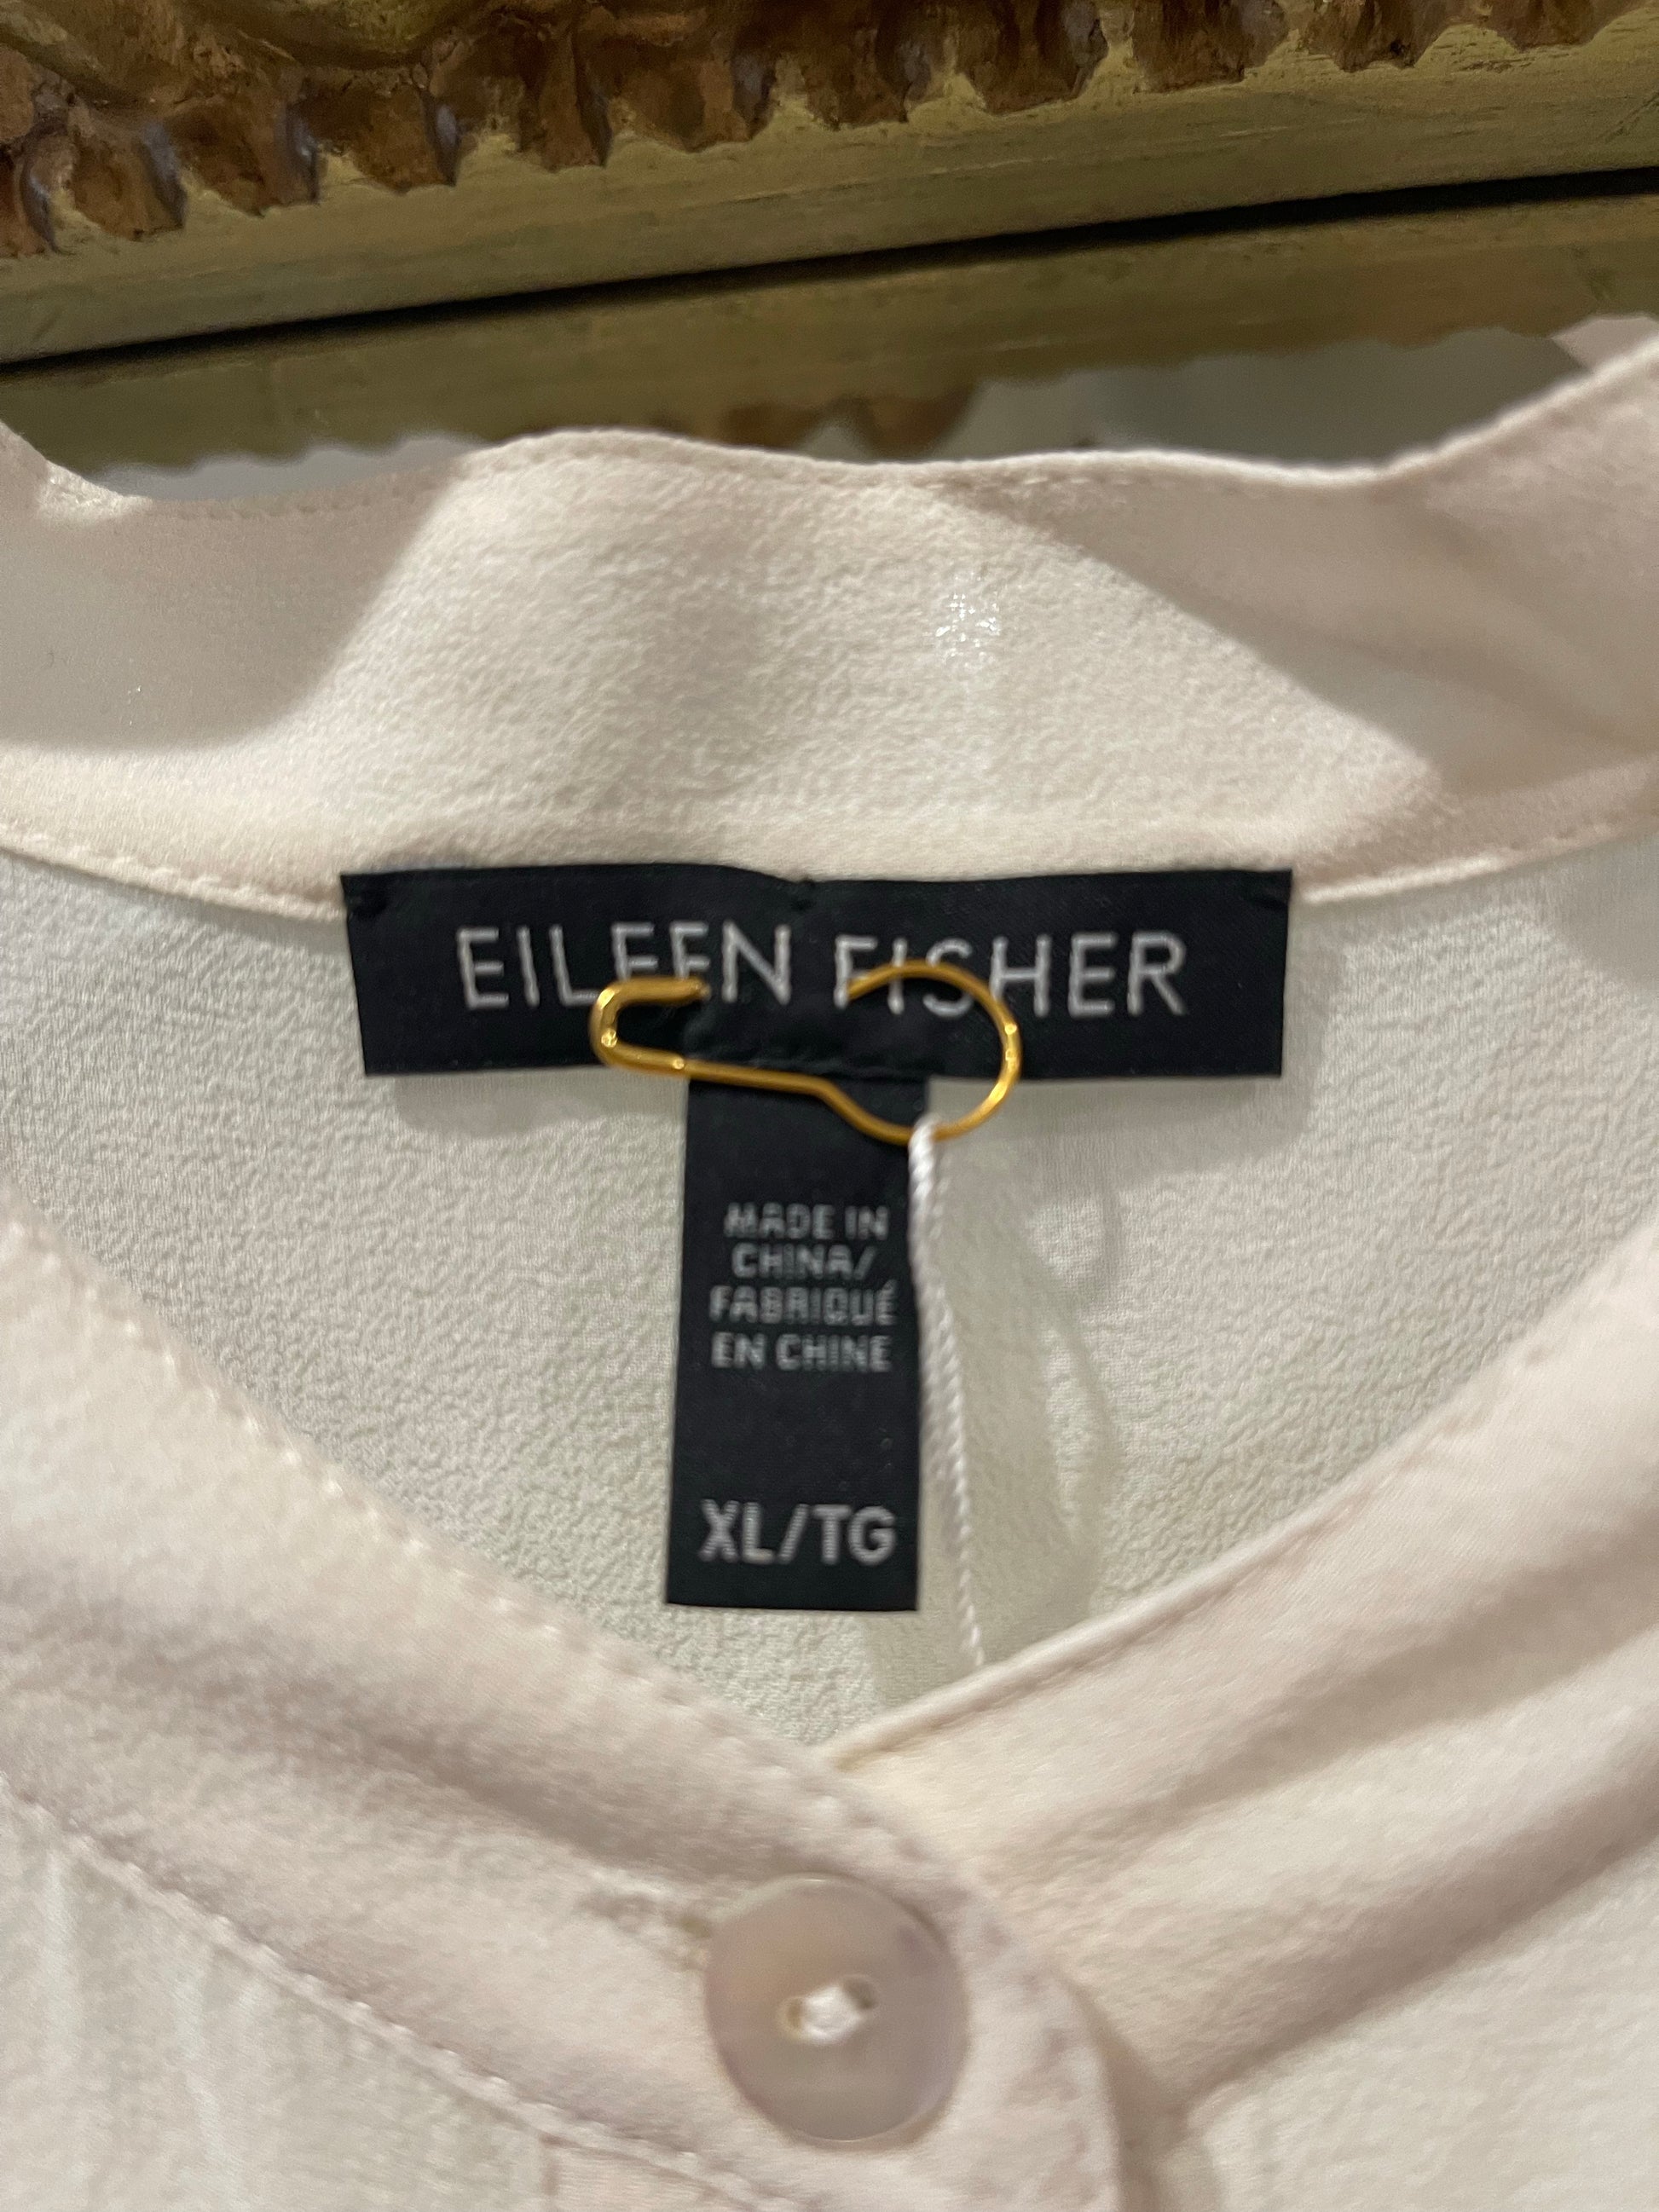 EILEEN FISHER
MADE IN
CHINA/
FABRIQUÉ
EN CHINE
XL/TG